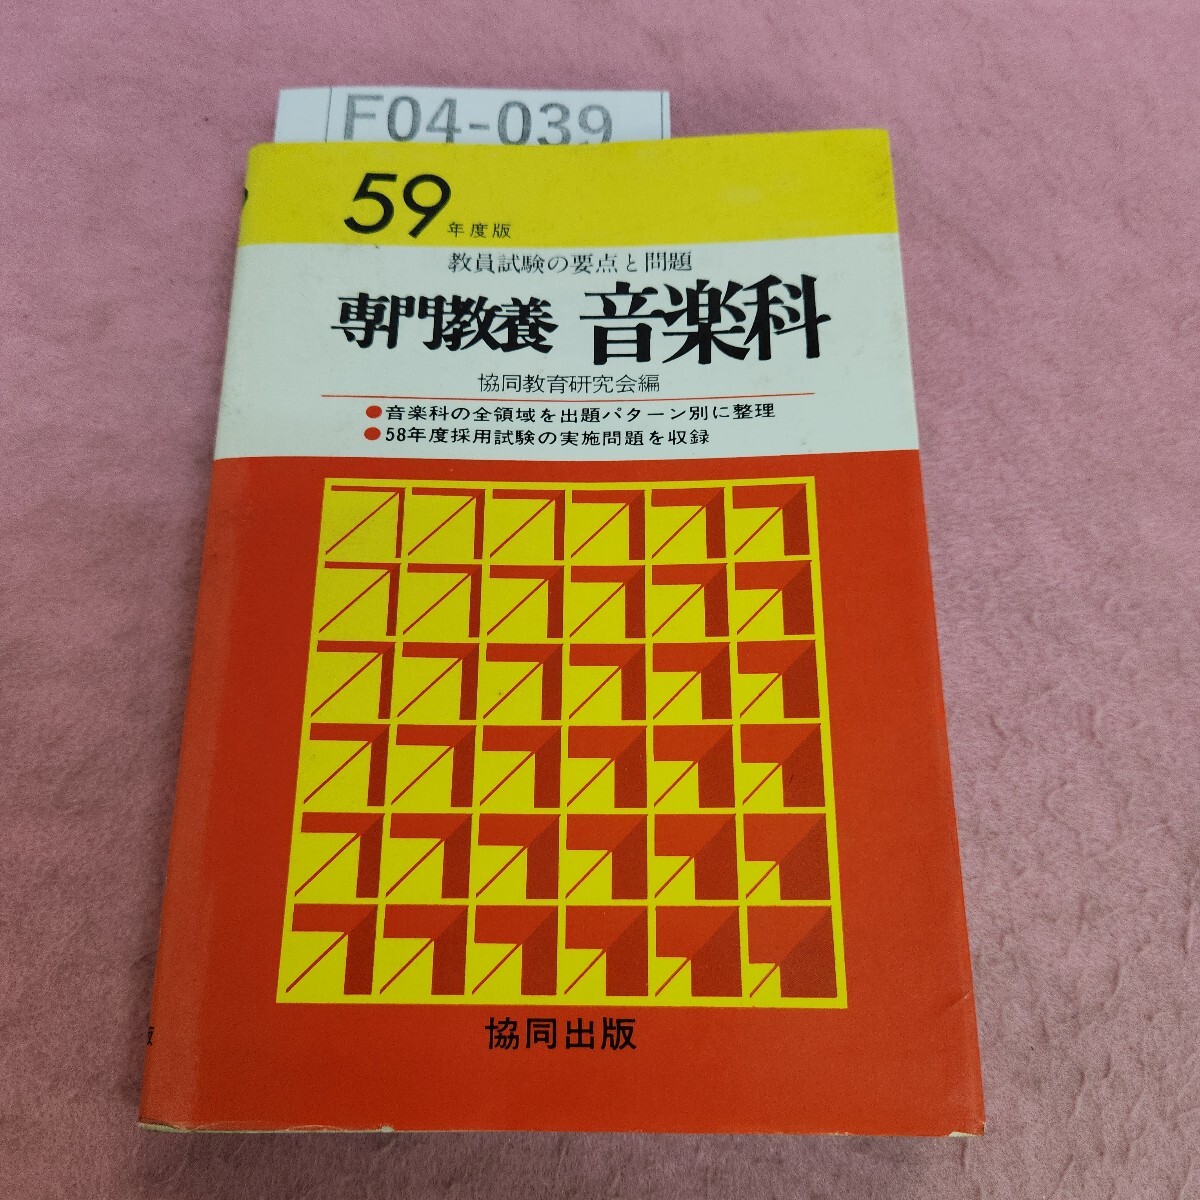 F04-039
59年度版
教員試験の要点と問題
専門教養 音楽科
協同教育研究会編
●音楽科の全領域を出題パターン別に整理
●58年度採用試験の実施問題を収録
協同出版
版